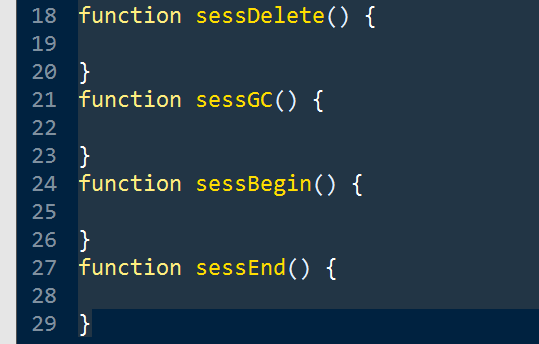 18 function sessDelete() {
19
20 }
21 function sessGC() {
22
23 }
24 function sessBegin() {
25
26 }
27 function sessEnd() {
28
29 }